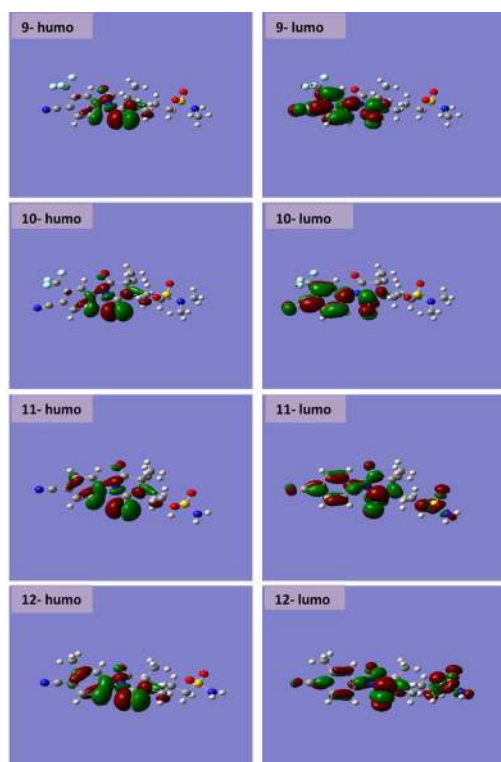 9- humo
9- lumo
10- humo
10- lumo
11- humo
11- lumo
12- humo
12- lumo